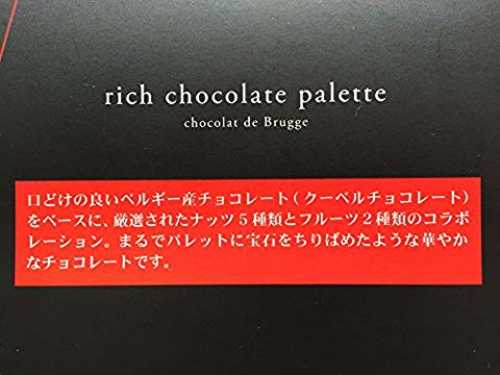 rich chocolate palette
chocolat de Brugge
口どけの良いベルギー産チョコレート(クーベルチョコレート)
をベースに、厳選されたナッツ5種類とフルーツ2種類のコラボ
レーション。まるでパレットに宝石をちりばめたような華やか
なチョコレートです。